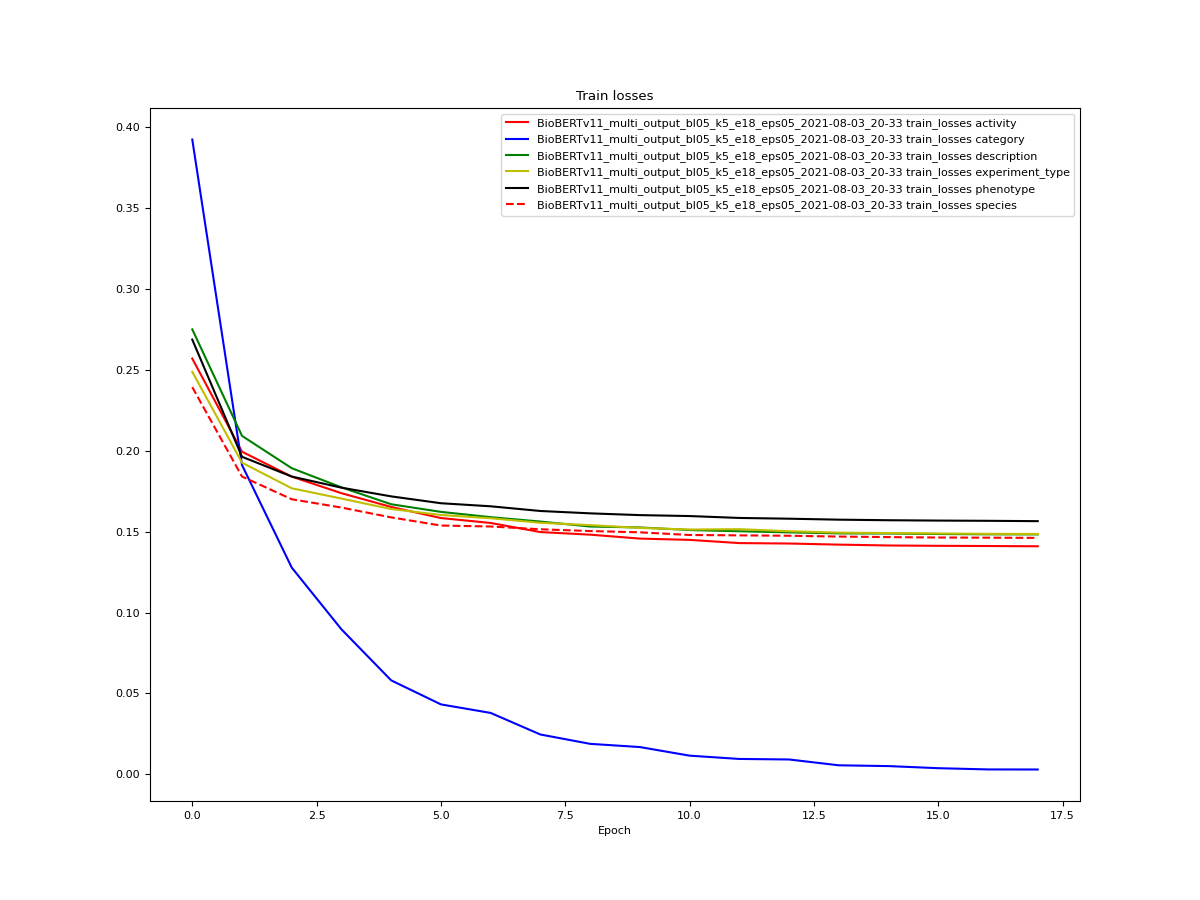 Train losses
BioBERTv11_multi_output_bl05_k5_e18_eps05_2021-08-03_20-33 train_losses activity
BioBERTv11_multi_output_bl05_k5_e18_eps05_2021-08-03_20-33 train_losses category
BioBERTv11_multi_output_bl05_k5_e18_eps05_2021-08-03_20-33 train_losses description
BioBERTv11_multi_output_bl05_k5_e18_eps05_2021-08-03_20-33 train_losses experiment_type
BioBERTv11_multi_output_bl05_k5_e18_eps05_2021-08-03_20-33 train_losses phenotype
BioBERTv11_multi_output_bl05_k5_e18_eps05_2021-08-03_20-33 train_losses species
0.40
0.35
0.30
0.25
0.20
0.15
0.10
0.05
0.00
0.0 2.5 5.0 7.5 10.0 12.5 15.0 17.5
Epoch